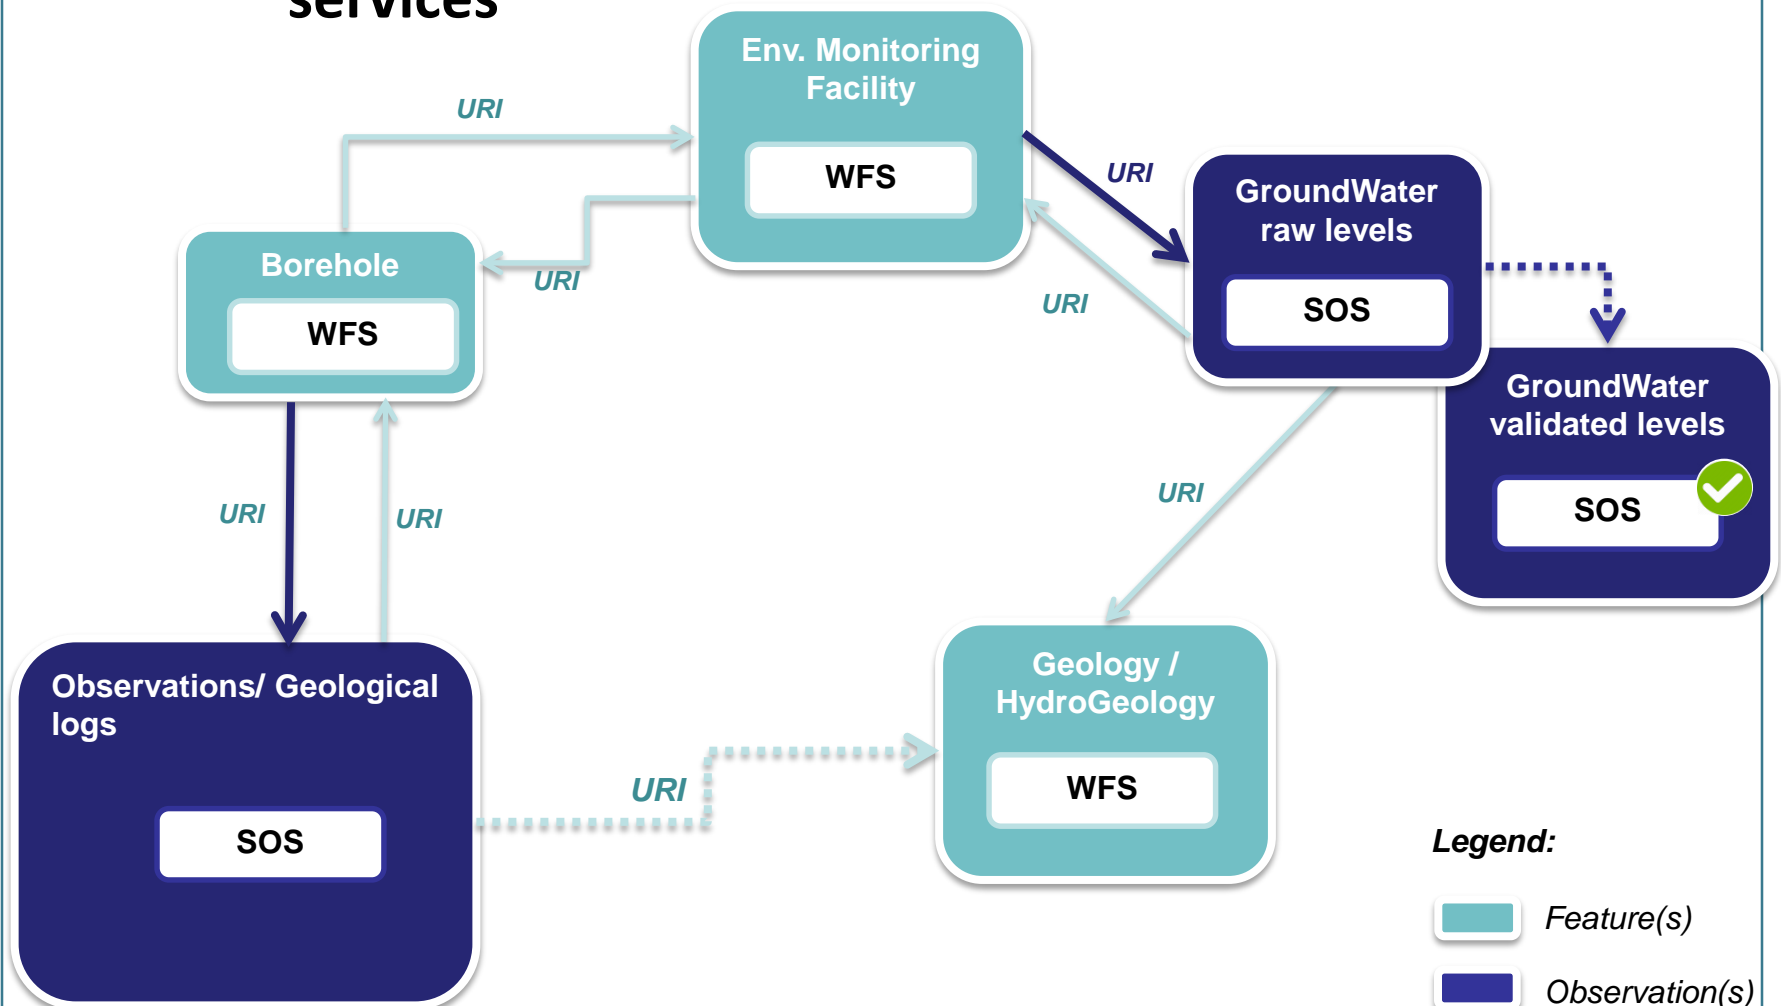 services
Env. Monitoring
Facility
WFS
URI
URI
GroundWater
raw levels
SOS
Borehole
WFS
URI
URI
GroundWater
validated levels
SOS
URI
URI
URI
Observations/ Geological
logs
SOS
URI
Geology /
HydroGeology
WFS
Legend:
Feature(s)
Observation(s)